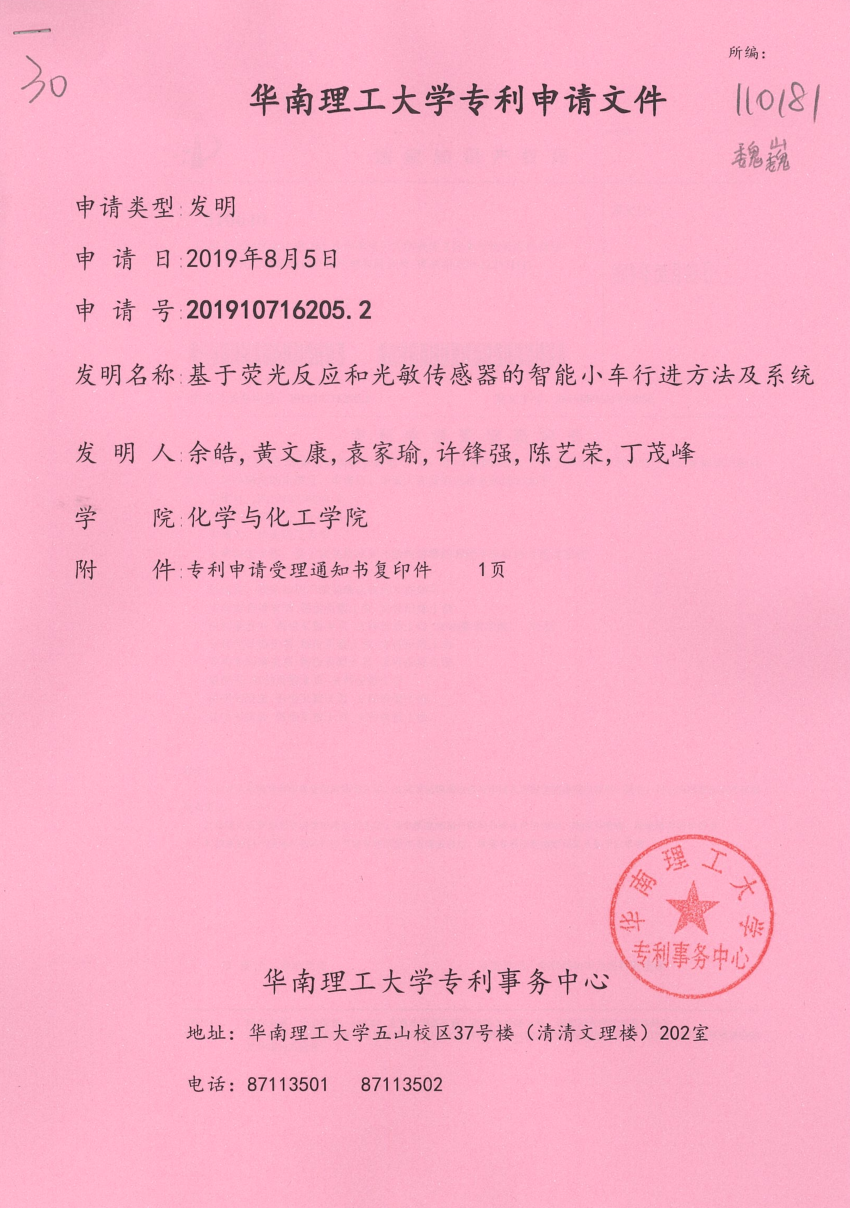 所编：
30
华南理工大学专利申请文件
110181
魏巍
申请类型:发明
申 请 日:2019年8月5日
申 请 号:201910716205.2
发明名称:基于荧光反应和光敏传感器的智能小车行进方法及系统
发 明 人:余皓,黄文康,袁家瑜,许锋强,陈艺荣,丁茂峰
学 院:化学与化工学院
附 件:专利申请受理通知书复印件 1页
华南理工大学
专利事务中心
华南理工大学专利事务中心
地址：华南理工大学五山校区37号楼（清清文理楼）202室
电话：87113501 87113502